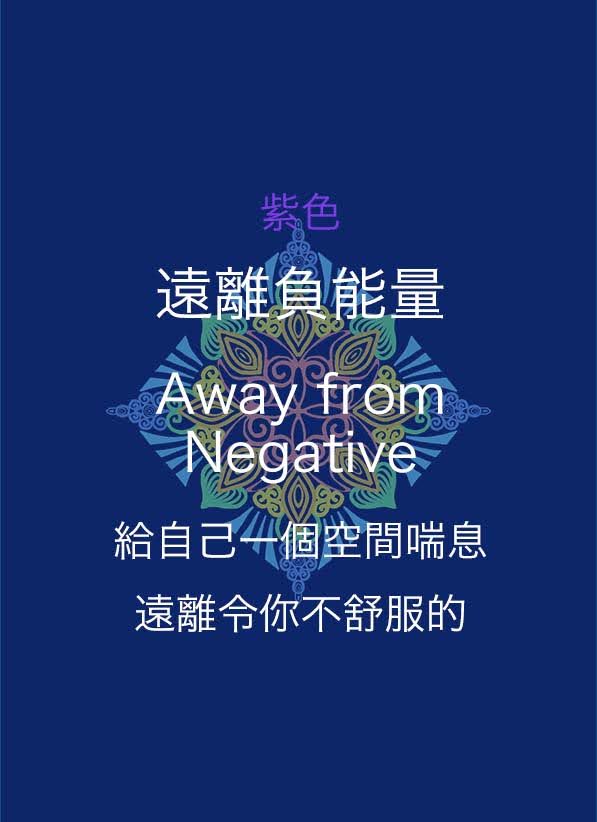 紫色
遠離負能量
Away from
Negative
給自己一個空間喘息
遠離令你不舒服的